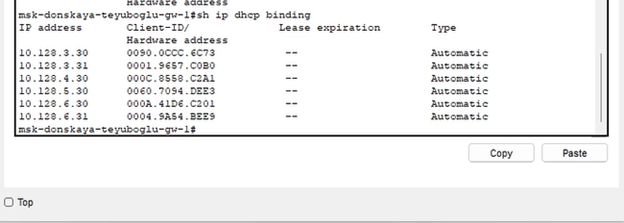 Hardware address
msk-donskaya-teyuboglu-gw-1#sh ip dhcp binding
IP address Client-ID/ Lease expiration Type
Hardware address
10.128.3.30 0090.0CCC.6C73 -- Automatic
10.128.3.31 0001.9657.C0B0 -- Automatic
10.128.4.30 000C.8558.C2A1 -- Automatic
10.128.5.30 0060.7094.DEE3 -- Automatic
10.128.6.30 000A.41D6.C201 -- Automatic
10.128.6.31 0004.9A54.BEE9 -- Automatic
msk-donskaya-teyuboglu-gw-1#
Copy Paste
Top